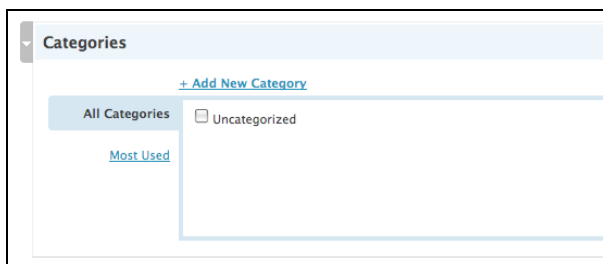 Categories
+ Add New Category
All Categories
Uncategorized
Most Used